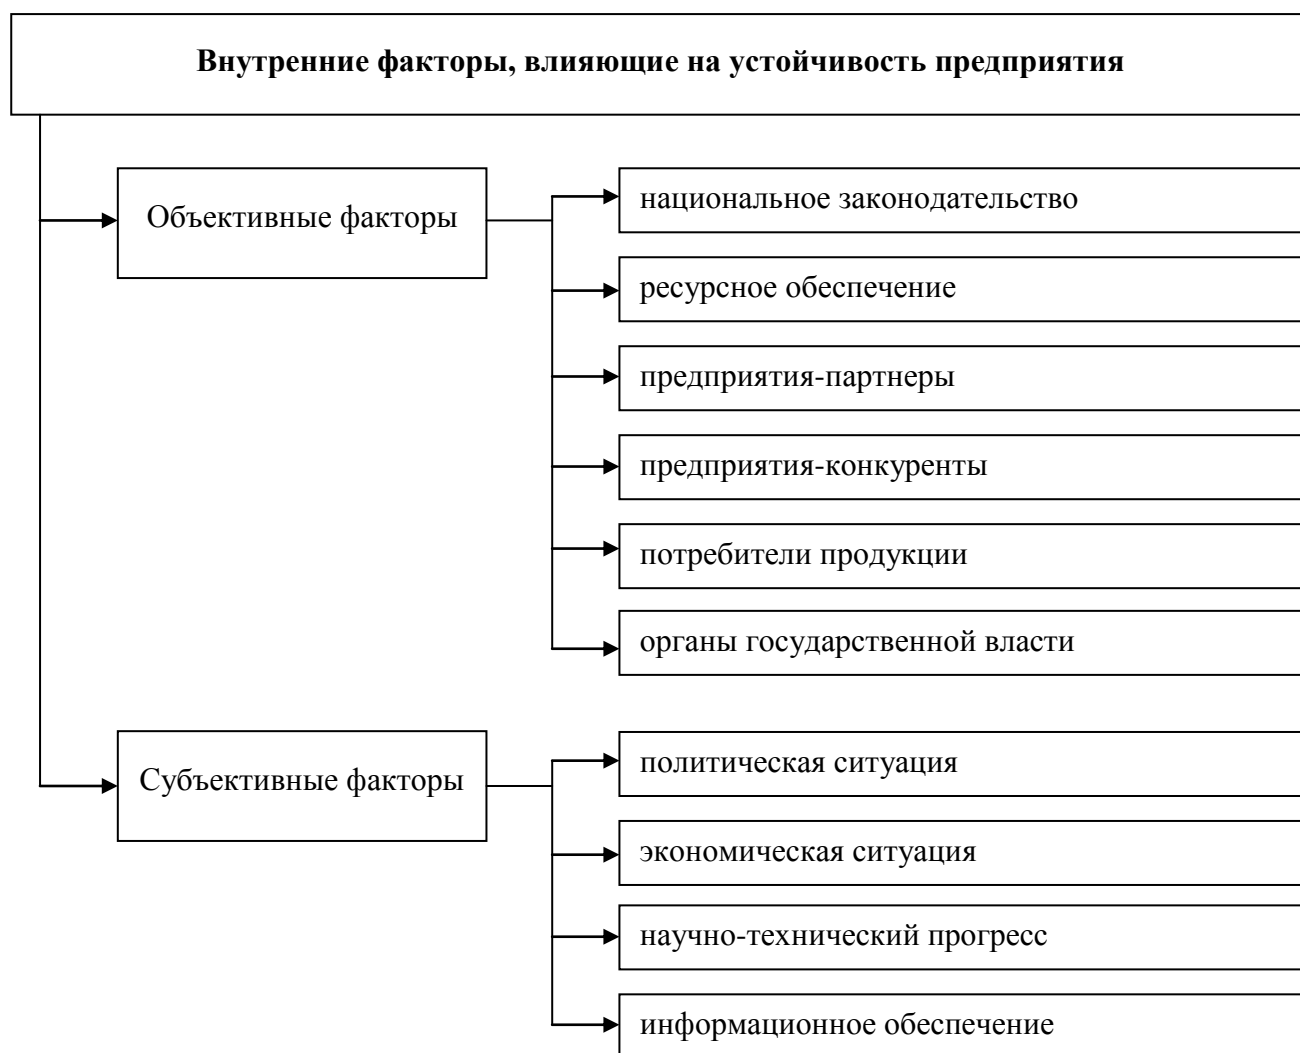 Внутренние факторы, влияющие на устойчивость предприятия
Объективные факторы
национальное законодательство
ресурсное обеспечение
предприятия-партнеры
предприятия-конкуренты
потребители продукции
органы государственной власти
Субъективные факторы
политическая ситуация
экономическая ситуация
научно-технический прогресс
информационное обеспечение